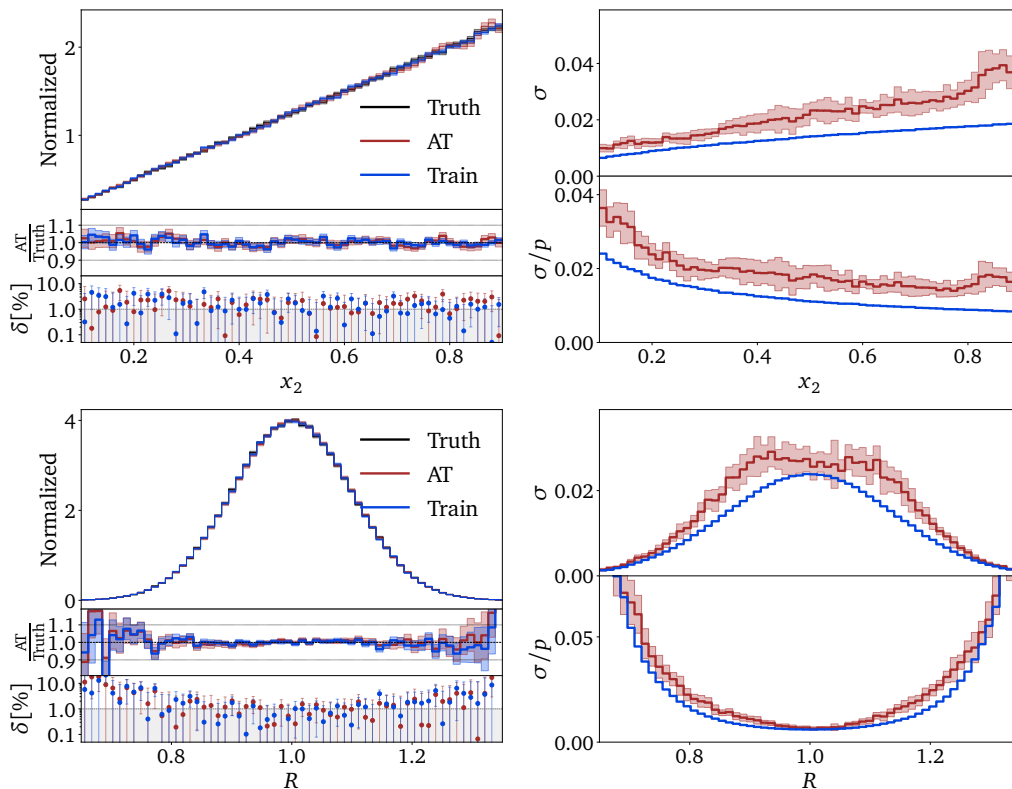 Normalized
2
1
Truth
AT
Train
AT
Truth
1.1
1.0
0.9
δ[%]
10.0
1.0
0.1
0.2
0.4
0.6
0.8
x₂
σ
0.04
0.02
0.00
σ/p
0.04
0.02
0.00
0.2
0.4
0.6
0.8
x₂
Normalized
4
2
0
Truth
AT
Train
AT
Truth
1.1
1.0
0.9
δ[%]
10.0
1.0
0.1
0.8
1.0
1.2
R
σ
0.02
0.00
σ/p
0.05
0.00
0.8
1.0
1.2
R